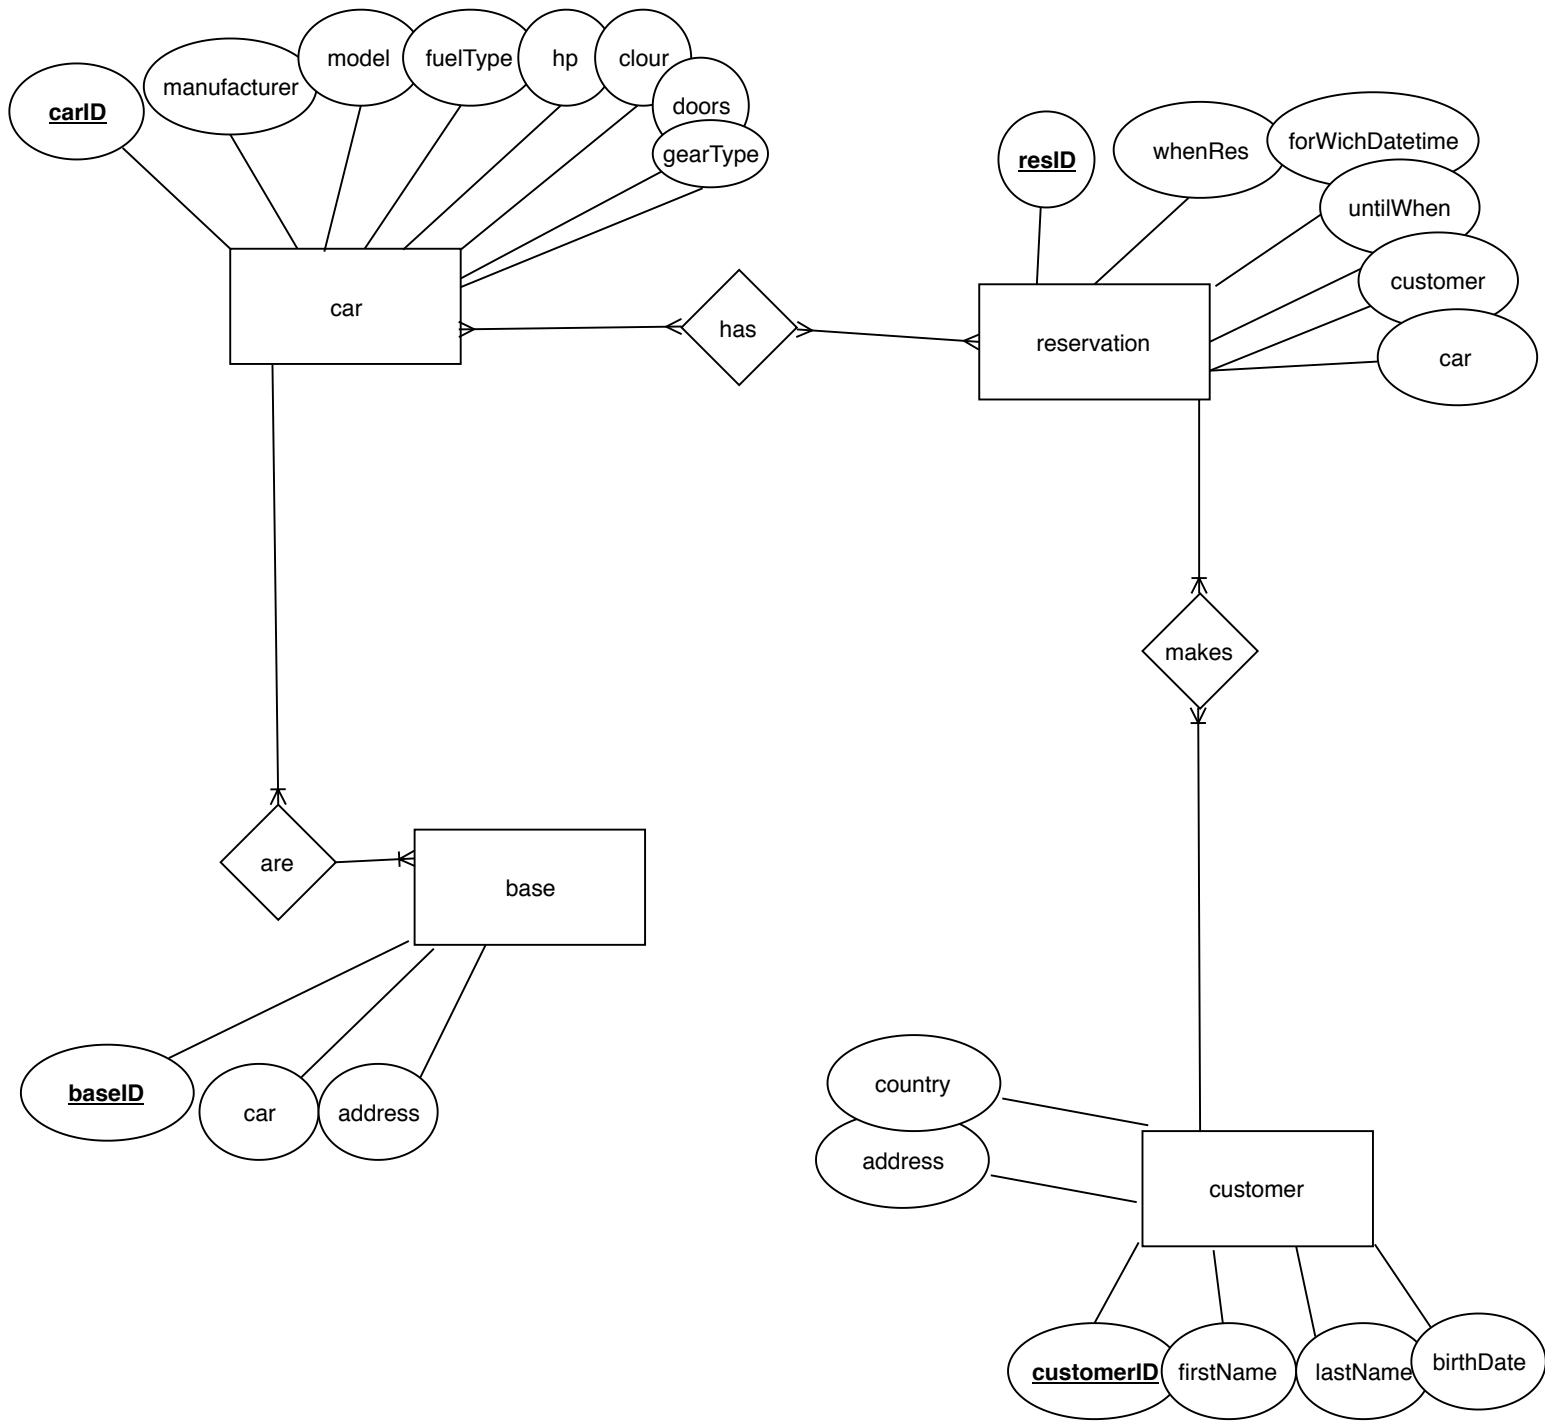 carID
manufacturer
model
fuelType
hp
clour
doors
gearType
car
has
resID
whenRes
forWichDatetime
untilWhen
customer
car
reservation
makes
are
base
baseID
car
address
country
address
customer
customerID
firstName
lastName
birthDate